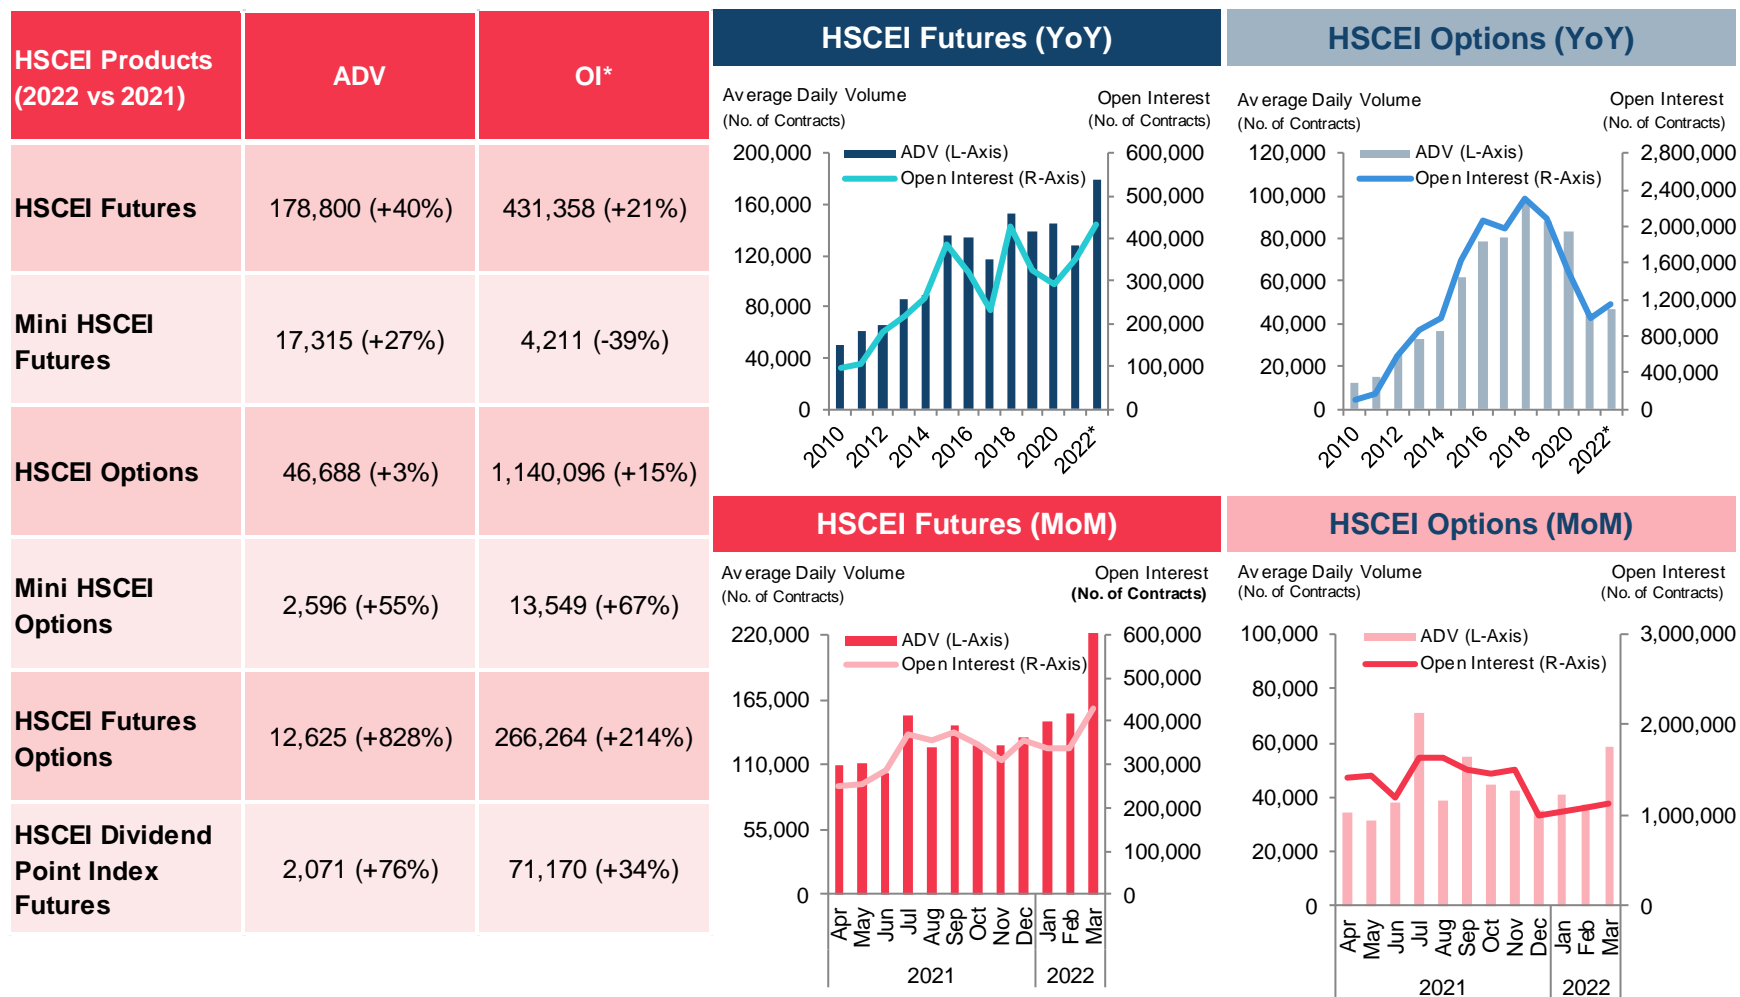 HSCEI Products
(2022 vs 2021)
ADV
OI*
HSCEI Futures
178,800 (+40%)
431,358 (+21%)
Mini HSCEI
Futures
17,315 (+27%)
4,211 (-39%)
HSCEI Options
46,688 (+3%)
1,140,096 (+15%)
Mini HSCEI
Options
2,596 (+55%)
13,549 (+67%)
HSCEI Futures
Options
12,625 (+828%)
266,264 (+214%)
HSCEI Dividend
Point Index
Futures
2,071 (+76%)
71,170 (+34%)
HSCEI Futures (YoY)
Average Daily Volume
(No. of Contracts)
Open Interest
(No. of Contracts)
ADV (L-Axis)
Open Interest (R-Axis)
200,000
160,000
120,000
80,000
40,000
0
600,000
500,000
400,000
300,000
200,000
100,000
0
2010
2012
2014
2016
2018
2020
2022*
HSCEI Options (YoY)
Average Daily Volume
(No. of Contracts)
Open Interest
(No. of Contracts)
ADV (L-Axis)
Open Interest (R-Axis)
120,000
100,000
80,000
60,000
40,000
20,000
0
2,800,000
2,400,000
2,000,000
1,600,000
1,200,000
800,000
400,000
0
2010
2012
2014
2016
2018
2020
2022*
HSCEI Futures (MoM)
Average Daily Volume
(No. of Contracts)
Open Interest
(No. of Contracts)
ADV (L-Axis)
Open Interest (R-Axis)
220,000
165,000
110,000
55,000
0
600,000
500,000
400,000
300,000
200,000
100,000
0
Apr
May
Jun
Jul
Aug
Sep
Oct
Nov
Dec
Jan
Feb
Mar
2021
2022
HSCEI Options (MoM)
Average Daily Volume
(No. of Contracts)
Open Interest
(No. of Contracts)
ADV (L-Axis)
Open Interest (R-Axis)
100,000
80,000
60,000
40,000
20,000
0
3,000,000
2,000,000
1,000,000
0
Apr
May
Jun
Jul
Aug
Sep
Oct
Nov
Dec
Jan
Feb
Mar
2021
2022